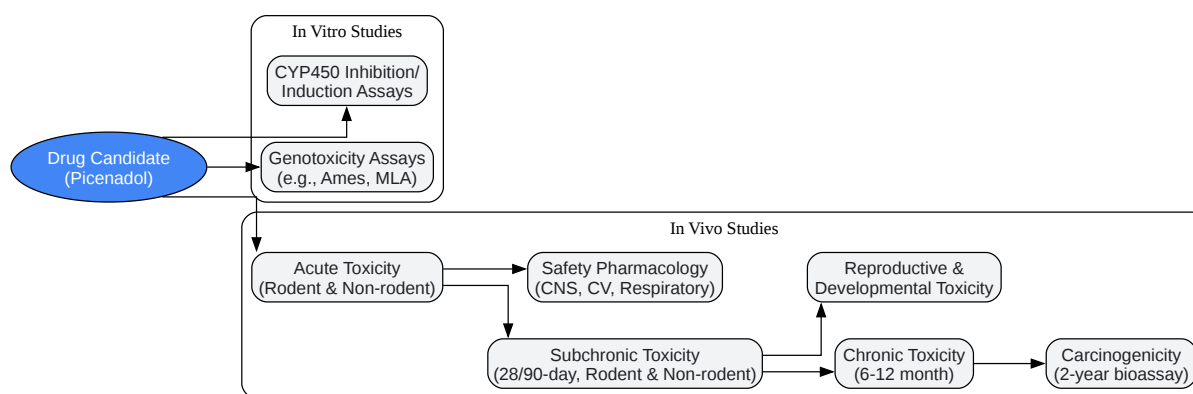 In Vitro Studies
CYP450 Inhibition/
Induction Assays
Drug Candidate
(Picenadol)
Genotoxicity Assays
(e.g., Ames, MLA)
In Vivo Studies
Acute Toxicity
(Rodent & Non-rodent)
Safety Pharmacology
(CNS, CV, Respiratory)
Reproductive &
Developmental Toxicity
Subchronic Toxicity
(28/90-day, Rodent & Non-rodent)
Chronic Toxicity
(6-12 month)
Carcinogenicity
(2-year bioassay)